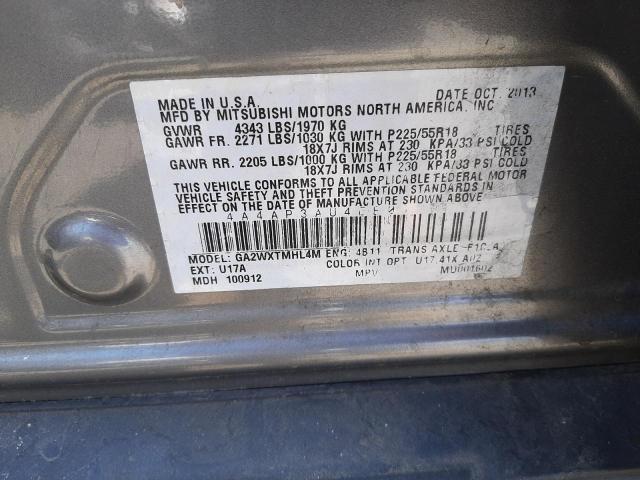 MADE IN U.S.A. DATE OCT. 2013
MFD BY MITSUBISHI MOTORS NORTH AMERICA, INC
GVWR 4343 LBS/1970 KG
GAWR FR. 2271 LBS/1030 KG WITH P225/55R18 TIRES
18X7J RIMS AT 230 KPA/33 PSI COLD
GAWR RR. 2205 LBS/1000 KG WITH P225/55R18 TIRES
18X7J RIMS AT 230 KPA/33 PSI COLD
THIS VEHICLE CONFORMS TO ALL APPLICABLE FEDERAL MOTOR
VEHICLE SAFETY AND THEFT PREVENTION STANDARDS IN
EFFECT ON THE DATE OF MANUFACTURE SHOWN ABOVE
4A4AP3AU4EE0
MODEL: GA2WXTMHL4M ENG: 4B11 TRANS AXLE
EXT: U17A COLOR INT OPT U17 41X A02
MDH 100912 MPV